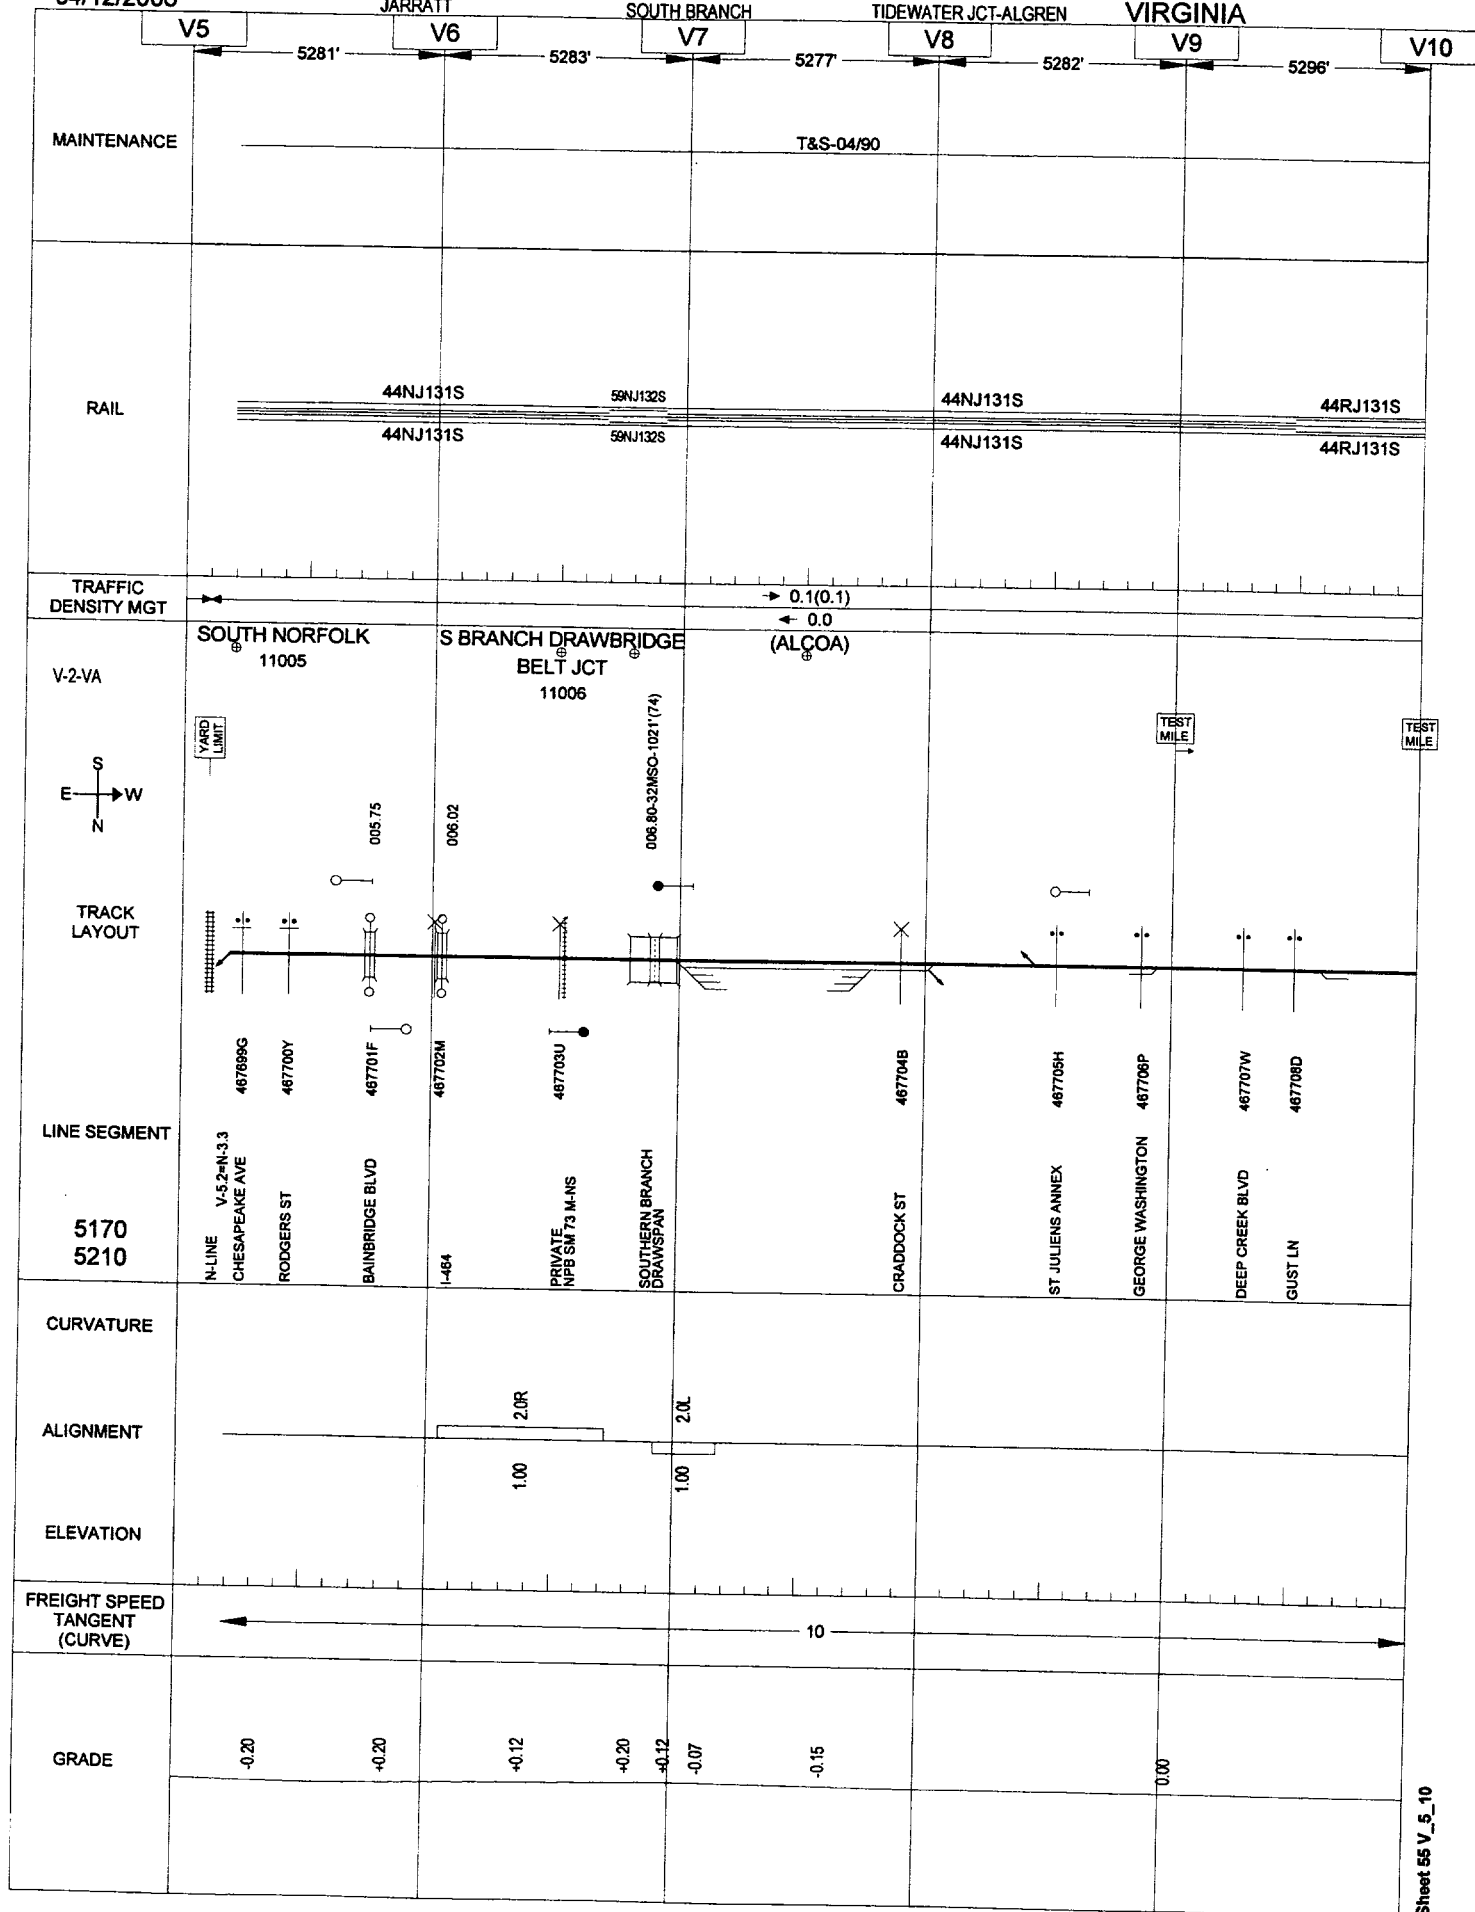 JARRATT SOUTH BRANCH TIDEWATER JCT-ALGREN VIRGINIA
V5 V6 V7 V8 V9 V10
5281' 5283' 5277' 5282' 5296'
MAINTENANCE
T&S-04/90
RAIL
44NJ131S 59NJ132S 44NJ131S 44RJ131S
44NJ131S 59NJ132S 44NJ131S 44RJ131S
TRAFFIC
DENSITY MGT
0.1(0.1)
0.0
SOUTH NORFOLK
11005
S BRANCH DRAWBRIDGE
BELT JCT
11006
(ALCOA)
V-2-VA
YARD
LIMIT
TEST
MILE
TEST
MILE
S
E W
N
005.75
006.02
006.80-32MSO-1021'(74)
TRACK
LAYOUT
467699G
467700Y
467701F
467702M
467703U
467704B
467705H
467706P
467707W
467708D
LINE SEGMENT
5170
5210
N-LINE V-5.2=N-3.3
CHESAPEAKE AVE
RODGERS ST
BAINBRIDGE BLVD
I-464
PRIVATE
NPB SM 73 M-NS
SOUTHERN BRANCH
DRAWSPAN
CRADDOCK ST
ST JULIENS ANNEX
GEORGE WASHINGTON
DEEP CREEK BLVD
GUST LN
CURVATURE
2.0R
2.0L
ALIGNMENT
1.00
1.00
ELEVATION
FREIGHT SPEED
TANGENT
(CURVE)
10
GRADE
-0.20
+0.20
+0.12
+0.20
+0.12
-0.07
-0.15
0.00
Sheet 55 V_5_10